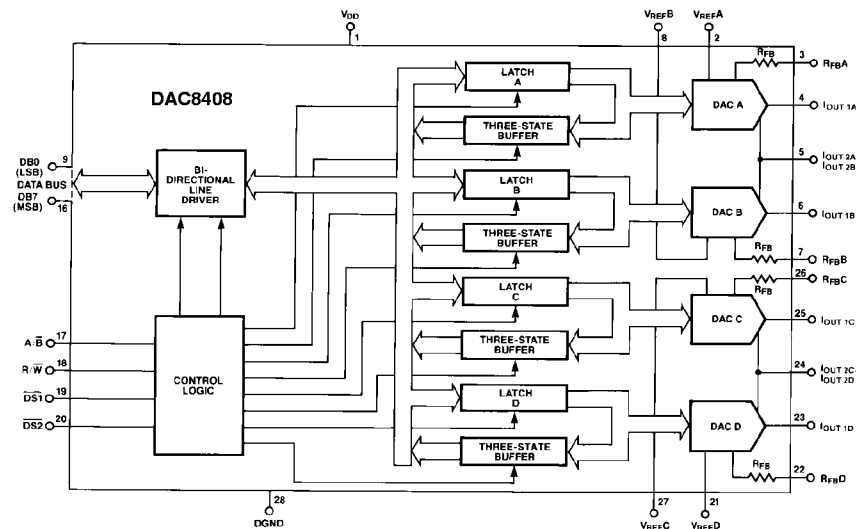 VDD
1
VREFB
8
VREFA
2
DAC8408
RFB
3
RFBA
LATCH
A
DAC A
4
IOUT 1A
THREE-STATE
BUFFER
5
IOUT 2A
IOUT 2B
DB0
(LSB)
9
DATA BUS
DB7
(MSB)
16
BI-
DIRECTIONAL
LINE
DRIVER
LATCH
B
DAC B
6
IOUT 1B
THREE-STATE
BUFFER
RFB
7
RFBB
26
RFBC
RFB
LATCH
C
DAC C
25
IOUT 1C
A/B̅
17
R/W̅
18
D̅S̅1̅
19
D̅S̅2̅
20
CONTROL
LOGIC
THREE-STATE
BUFFER
24
IOUT 2C
IOUT 2D
LATCH
D
DAC D
23
IOUT 1D
THREE-STATE
BUFFER
RFB
22
RFBD
28
DGND
27
VREFC
21
VREFD